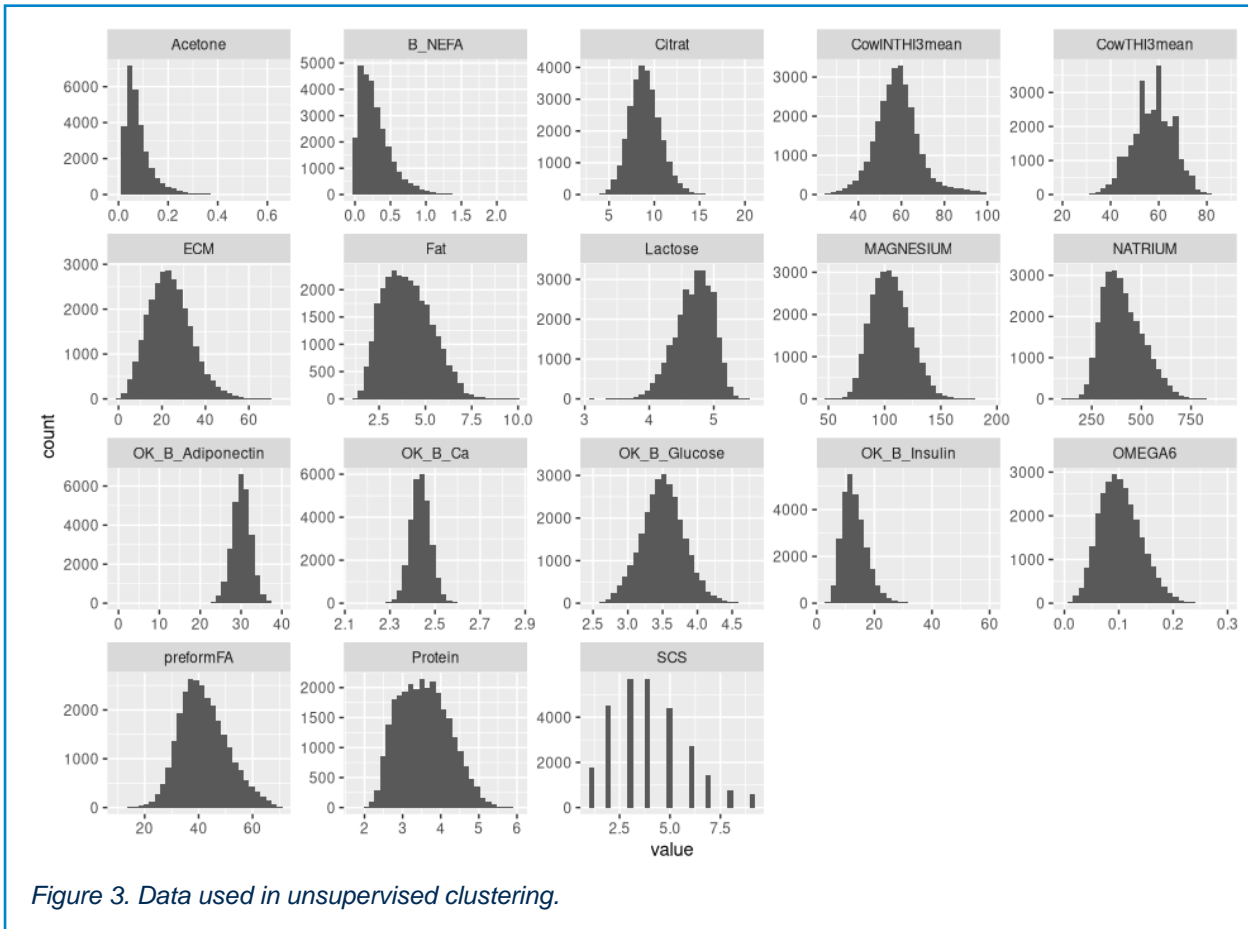 Acetone B_NEFA Citrat CowINTHI3mean CowTHI3mean
6000 4000 2000 0
5000 4000 3000 2000 1000 0
4000 3000 2000 1000 0
3000 2000 1000 0
3000 2000 1000 0
0.0 0.2 0.4 0.6 0.0 0.5 1.0 1.5 2.0 5 10 15 20 40 60 80 100 20 40 60 80
ECM Fat Lactose MAGNESIUM NATRIUM
3000 2000 1000 0
2000 1500 1000 500 0
3000 2000 1000 0
3000 2000 1000 0
3000 2000 1000 0
0 20 40 60 2.5 5.0 7.5 10.0 3 4 5 50 100 150 200 250 500 750
count
OK_B_Adiponectin OK_B_Ca OK_B_Glucose OK_B_Insulin OMEGA6
6000 4000 2000 0
6000 4000 2000 0
3000 2000 1000 0
4000 2000 0
3000 2000 1000 0
0 10 20 30 40 2.1 2.3 2.5 2.7 2.9 2.5 3.0 3.5 4.0 4.5 0 20 40 60 0.0 0.1 0.2 0.3
preformFA Protein SCS
2000 1000 0
2000 1500 1000 500 0
4000 2000 0
20 40 60 2 3 4 5 6 2.5 5.0 7.5
value
Figure 3. Data used in unsupervised clustering.